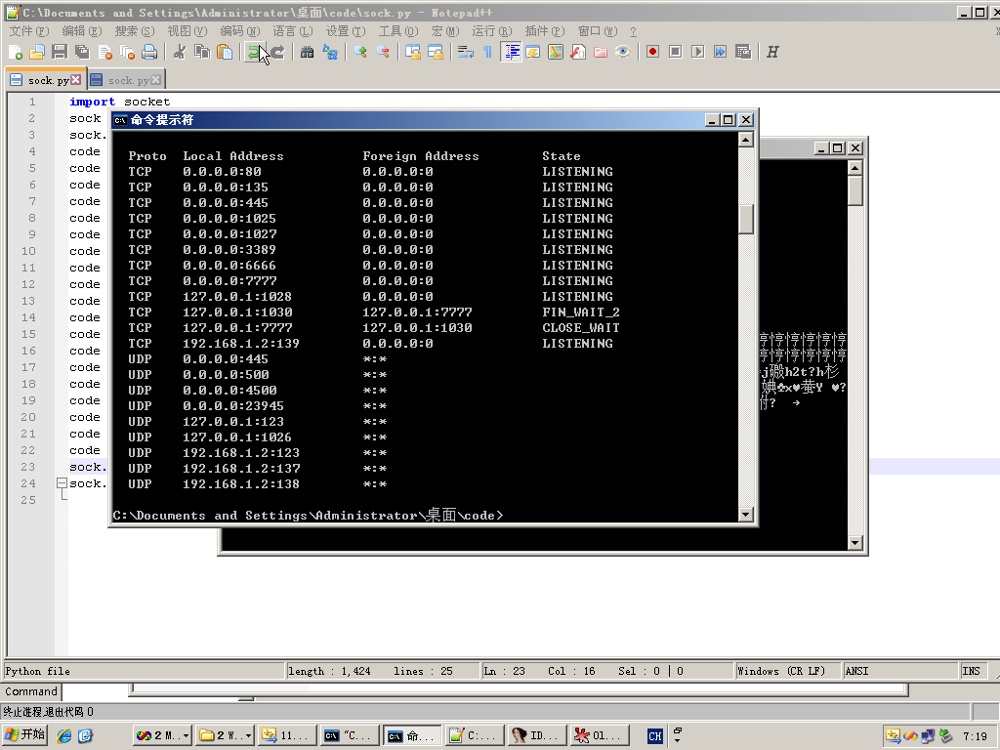 C:\Documents and Settings\Administrator\桌面\code\sock.py - Notepad++
文件(F) 编辑(E) 搜索(S) 视图(V) 编码(N) 语言(L) 设置(T) 工具(O) 宏(M) 运行(R) 插件(P) 窗口(W) ?
sock.py sock.py
1 import socket
2 sock
3 sock.
4 code
5 code
6 code
7 code
8 code
9 code
10 code
11 code
12 code
13 code
14 code
15 code
16 code
17 code
18 code
19 code
20 code
21 code
22 code
23 sock.
24 sock.
25
命令提示符
Proto Local Address Foreign Address State
TCP 0.0.0.0:80 0.0.0.0:0 LISTENING
TCP 0.0.0.0:135 0.0.0.0:0 LISTENING
TCP 0.0.0.0:445 0.0.0.0:0 LISTENING
TCP 0.0.0.0:1025 0.0.0.0:0 LISTENING
TCP 0.0.0.0:1027 0.0.0.0:0 LISTENING
TCP 0.0.0.0:3389 0.0.0.0:0 LISTENING
TCP 0.0.0.0:6666 0.0.0.0:0 LISTENING
TCP 0.0.0.0:7777 0.0.0.0:0 LISTENING
TCP 127.0.0.1:1028 0.0.0.0:0 LISTENING
TCP 127.0.0.1:1030 127.0.0.1:7777 FIN_WAIT_2
TCP 127.0.0.1:7777 127.0.0.1:1030 CLOSE_WAIT
TCP 192.168.1.2:139 0.0.0.0:0 LISTENING
UDP 0.0.0.0:445 *:*
UDP 0.0.0.0:500 *:*
UDP 0.0.0.0:4500 *:*
UDP 0.0.0.0:23945 *:*
UDP 127.0.0.1:123 *:*
UDP 127.0.0.1:1026 *:*
UDP 192.168.1.2:123 *:*
UDP 192.168.1.2:137 *:*
UDP 192.168.1.2:138 *:*
C:\Documents and Settings\Administrator\桌面\code>
Python file length : 1,424 lines : 25 Ln : 23 Col : 16 Sel : 0 | 0 Windows (CR LF) ANSI INS
Command
终止进程,退出代码 0
开始 2 M... 2 W... 11... "C... 命... C:... ID... Ol... CH 7:19